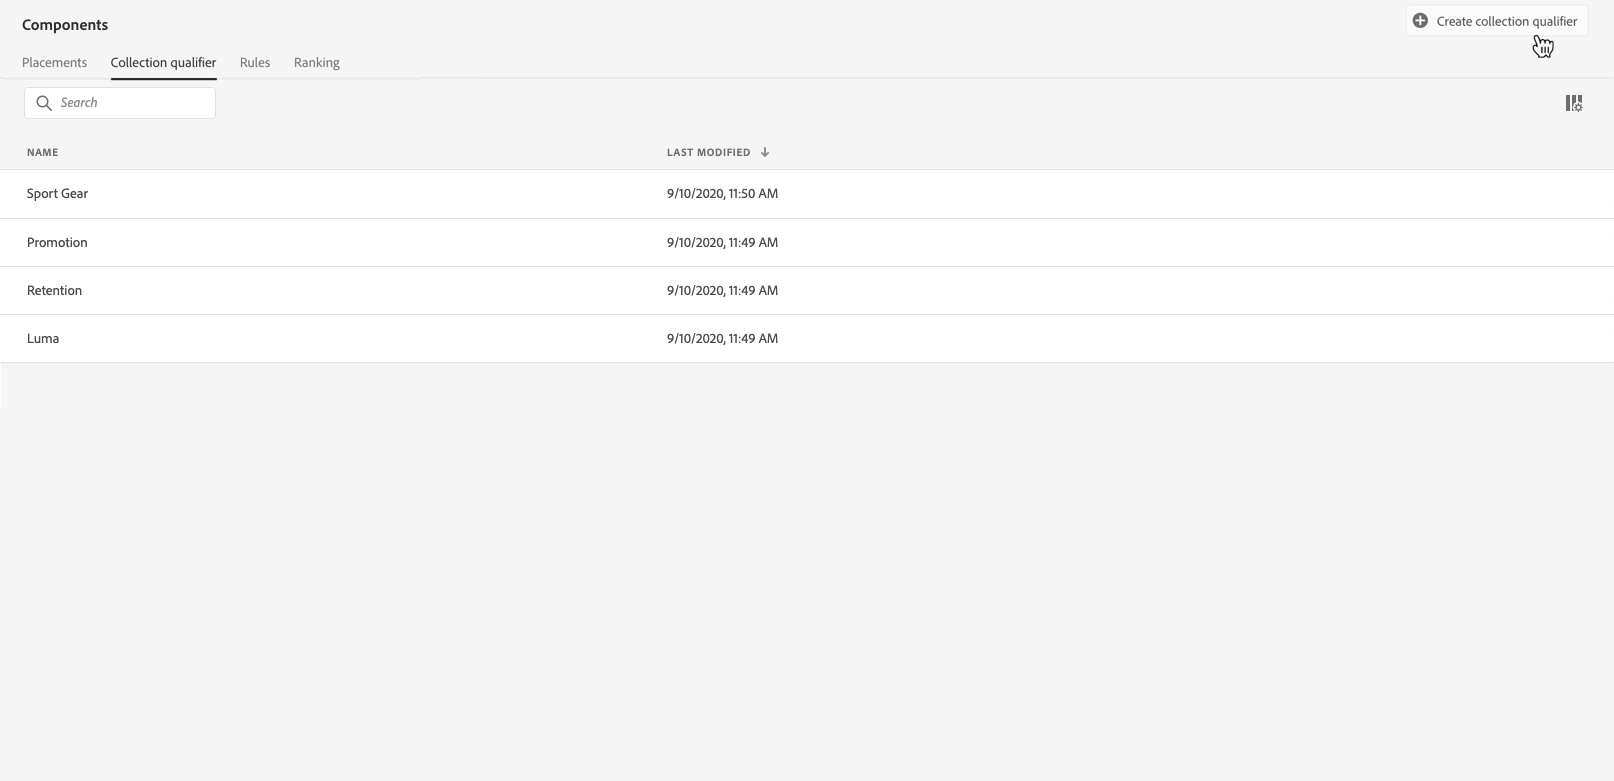 Components
Create collection qualifier
Placements Collection qualifier Rules Ranking
Search
NAME LAST MODIFIED
Sport Gear 9/10/2020, 11:50 AM
Promotion 9/10/2020, 11:49 AM
Retention 9/10/2020, 11:49 AM
Luma 9/10/2020, 11:49 AM